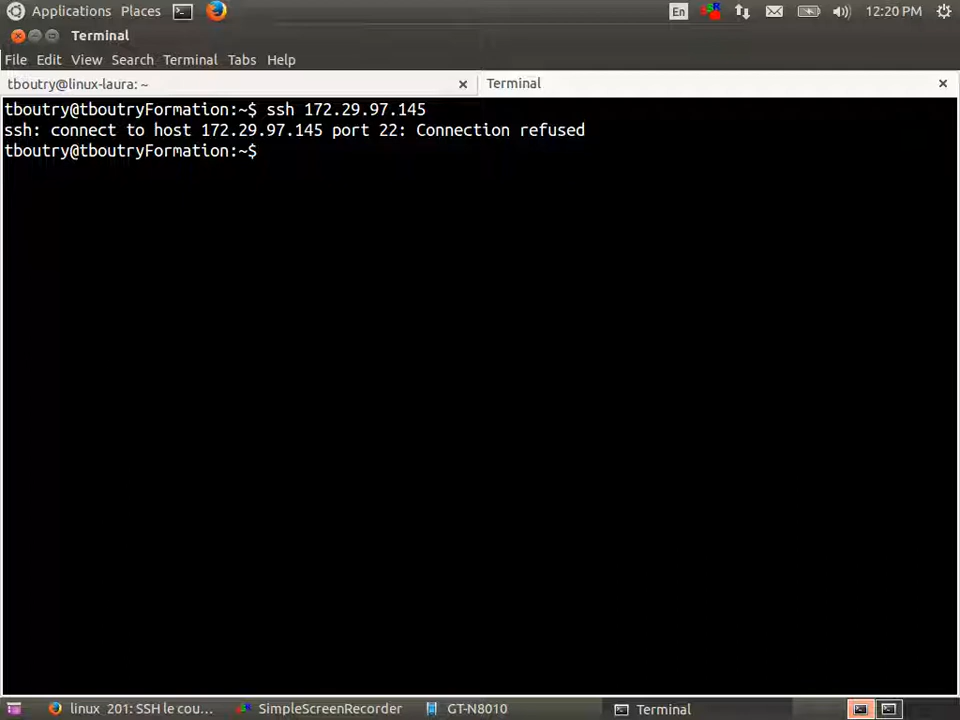 Applications Places
En 12:20 PM
Terminal
File Edit View Search Terminal Tabs Help
tboutry@linux-laura: ~
Terminal
tboutry@tboutryFormation:~$ ssh 172.29.97.145
ssh: connect to host 172.29.97.145 port 22: Connection refused
tboutry@tboutryFormation:~$
linux 201: SSH le cou...
SimpleScreenRecorder
GT-N8010
Terminal